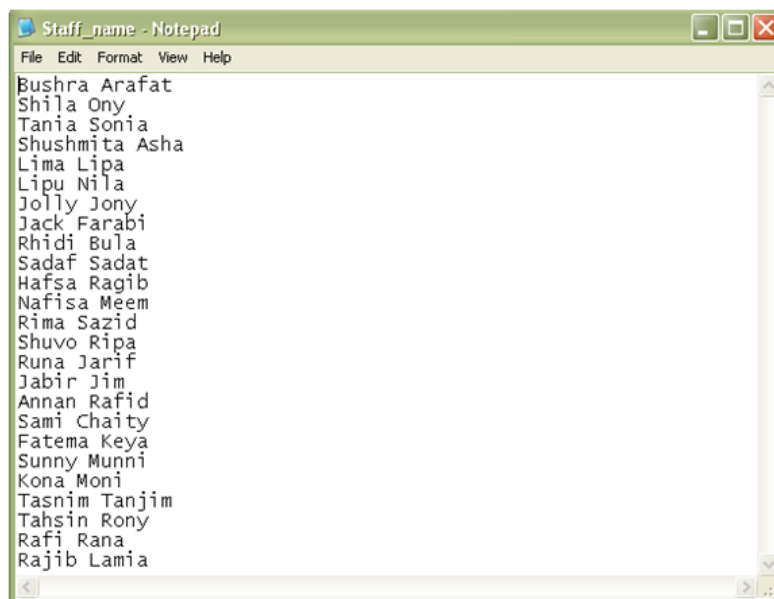 Staff_name - Notepad
File Edit Format View Help
Bushra Arafat
Shila Ony
Tania Sonia
Shushmita Asha
Lima Lipa
Lipu Nila
Jolly Jony
Jack Farabi
Rhidi Bula
Sadaf Sadat
Hafsa Ragib
Nafisa Meem
Rima Sazid
Shuvo Ripa
Runa Jarif
Jabir Jim
Annan Rafid
Sami Chaity
Fatema Keya
Sunny Munni
Kona Moni
Tasnim Tanjim
Tahsin Rony
Rafi Rana
Rajib Lamia